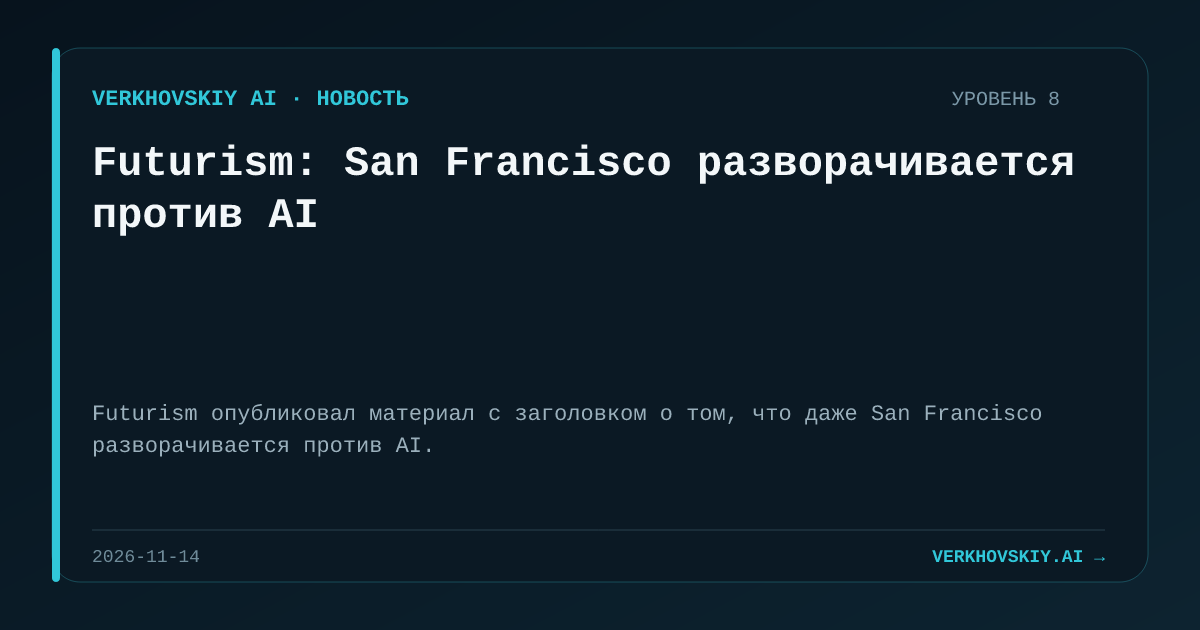 VERKHOVSKIY AI · НОВОСТЬ
УРОВЕНЬ 8
Futurism: San Francisco разворачивается
против AI
Futurism опубликовал материал с заголовком о том, что даже San Francisco
разворачивается против AI.
2026-11-14
VERKHOVSKIY.AI →